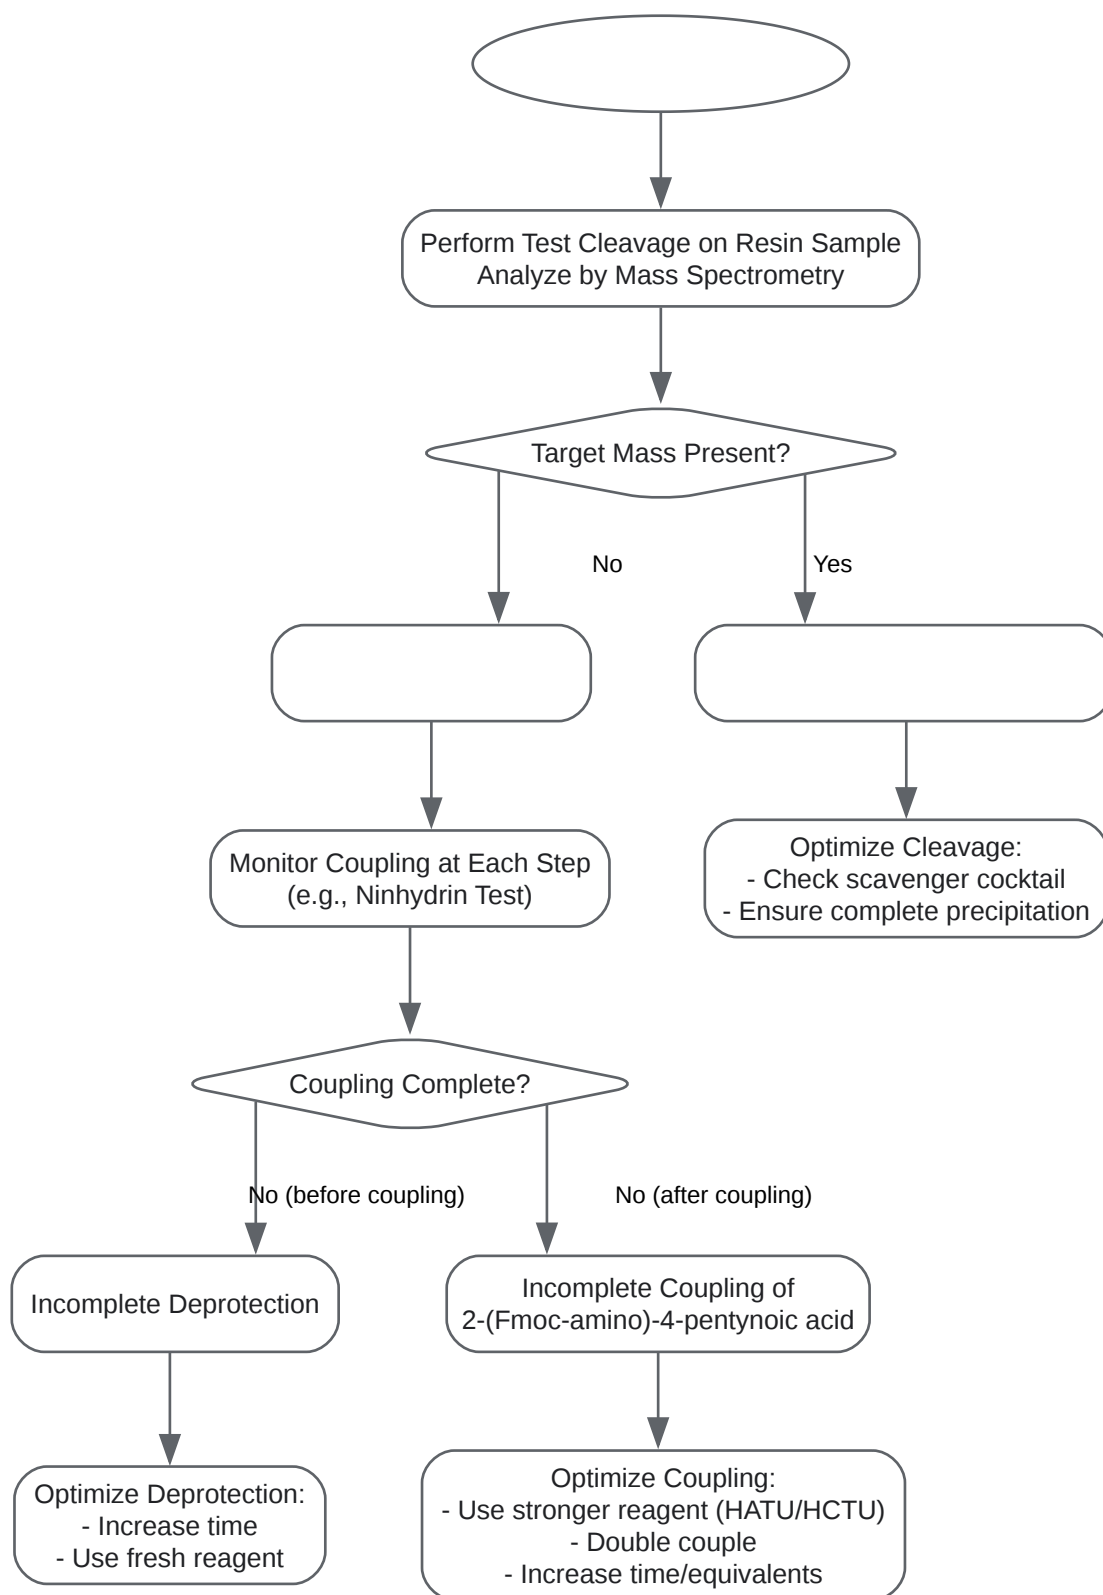 Perform Test Cleavage on Resin Sample
Analyze by Mass Spectrometry
Target Mass Present?
No
Yes
Monitor Coupling at Each Step
(e.g., Ninhydrin Test)
Optimize Cleavage:
- Check scavenger cocktail
- Ensure complete precipitation
Coupling Complete?
No (before coupling)
No (after coupling)
Incomplete Deprotection
Incomplete Coupling of
2-(Fmoc-amino)-4-pentynoic acid
Optimize Deprotection:
- Increase time
- Use fresh reagent
Optimize Coupling:
- Use stronger reagent (HATU/HCTU)
- Double couple
- Increase time/equivalents